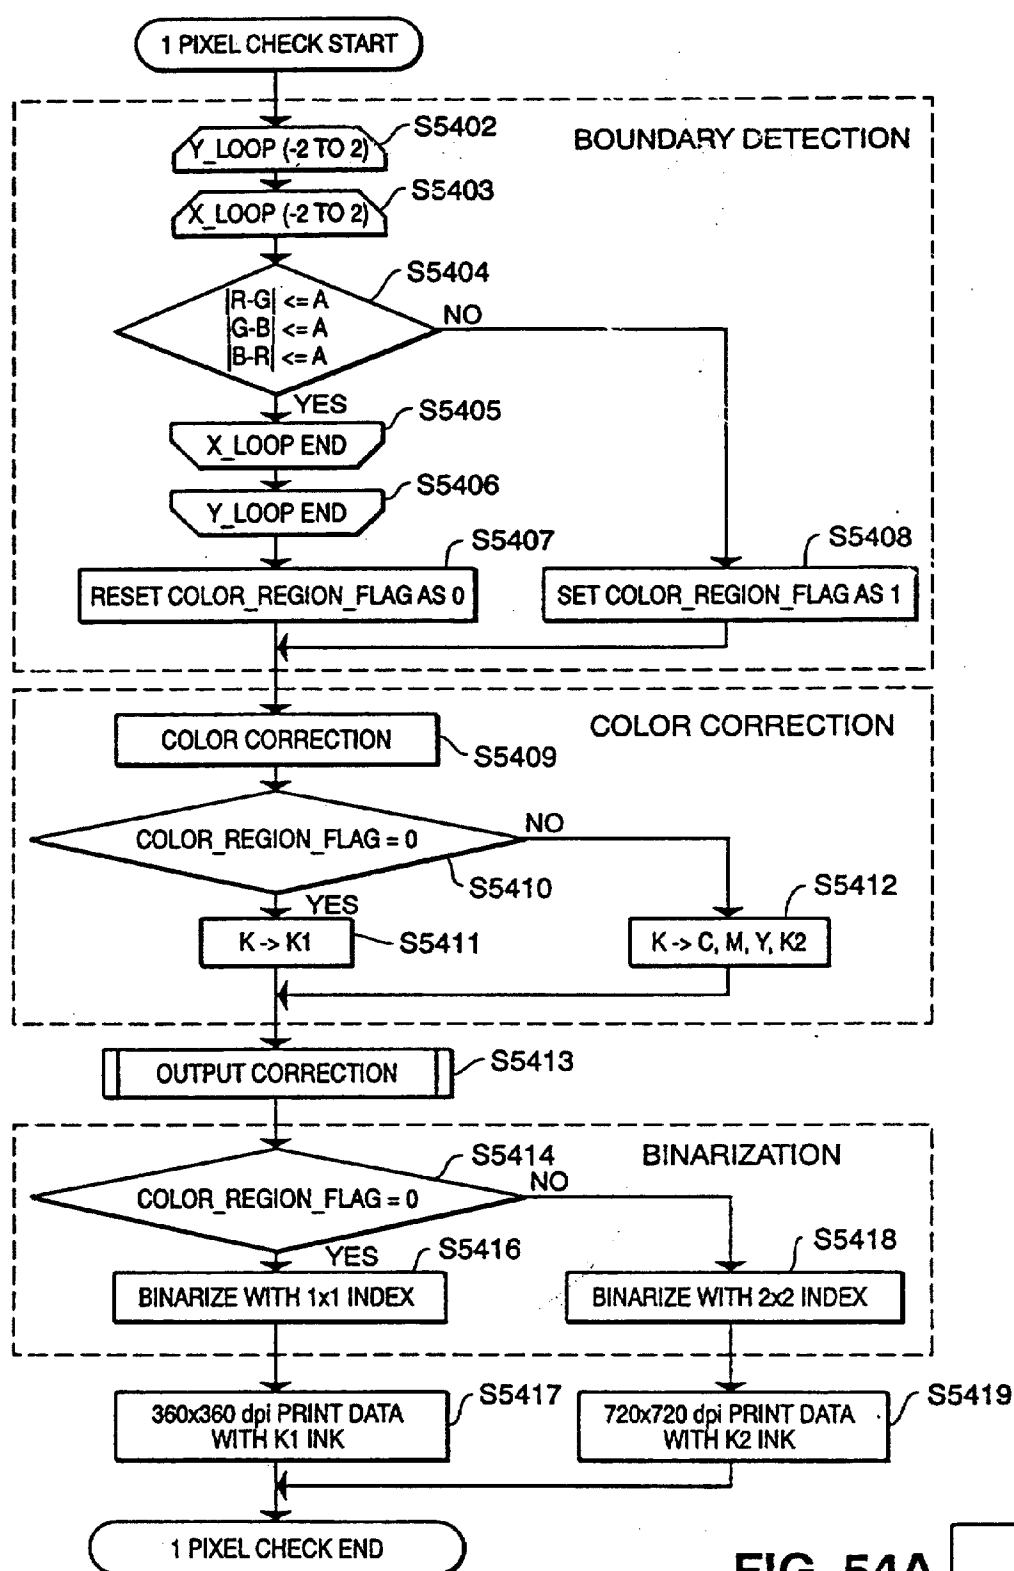 1 PIXEL CHECK START
BOUNDARY DETECTION
S5402
Y_LOOP (-2 TO 2)
S5403
X_LOOP (-2 TO 2)
S5404
|R-G| <= A
|G-B| <= A
|B-R| <= A
NO
YES
S5405
X_LOOP END
S5406
Y_LOOP END
S5407
RESET COLOR_REGION_FLAG AS 0
S5408
SET COLOR_REGION_FLAG AS 1
COLOR CORRECTION
COLOR CORRECTION
S5409
COLOR_REGION_FLAG = 0
NO
S5410
YES
K -> K1
S5411
S5412
K -> C, M, Y, K2
OUTPUT CORRECTION
S5413
BINARIZATION
S5414
COLOR_REGION_FLAG = 0
NO
YES
S5416
BINARIZE WITH 1x1 INDEX
S5418
BINARIZE WITH 2x2 INDEX
S5417
360x360 dpi PRINT DATA
WITH K1 INK
S5419
720x720 dpi PRINT DATA
WITH K2 INK
1 PIXEL CHECK END
FIG. 54A